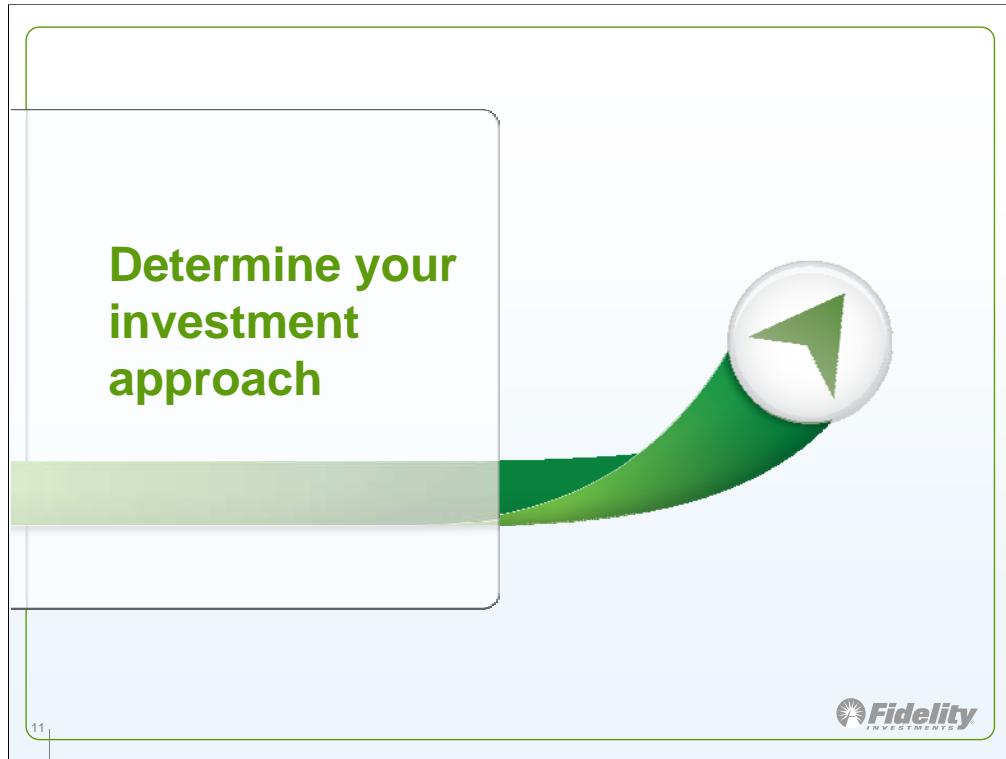 Determine your
investment
approach
11
Fidelity
INVESTMENTS